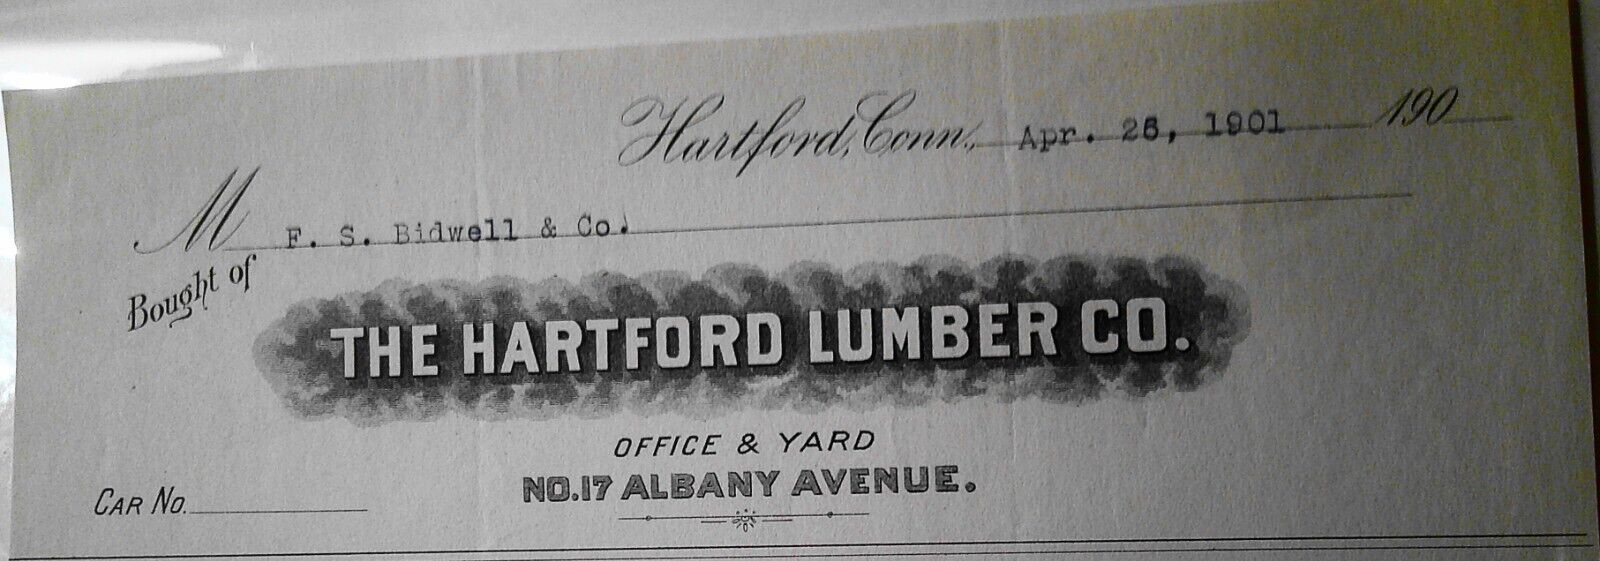 Hartford, Conn., Apr. 26, 1901 190
M F. S. Bidwell & Co.
Bought of
THE HARTFORD LUMBER CO.
OFFICE & YARD
NO. 17 ALBANY AVENUE.
CAR NO.